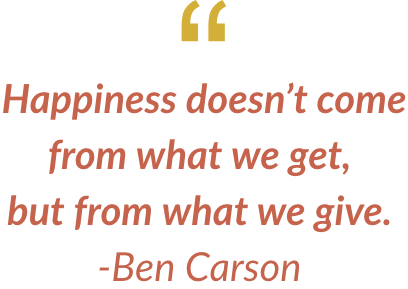 “
Happiness doesn’t come
from what we get,
but from what we give.
-Ben Carson